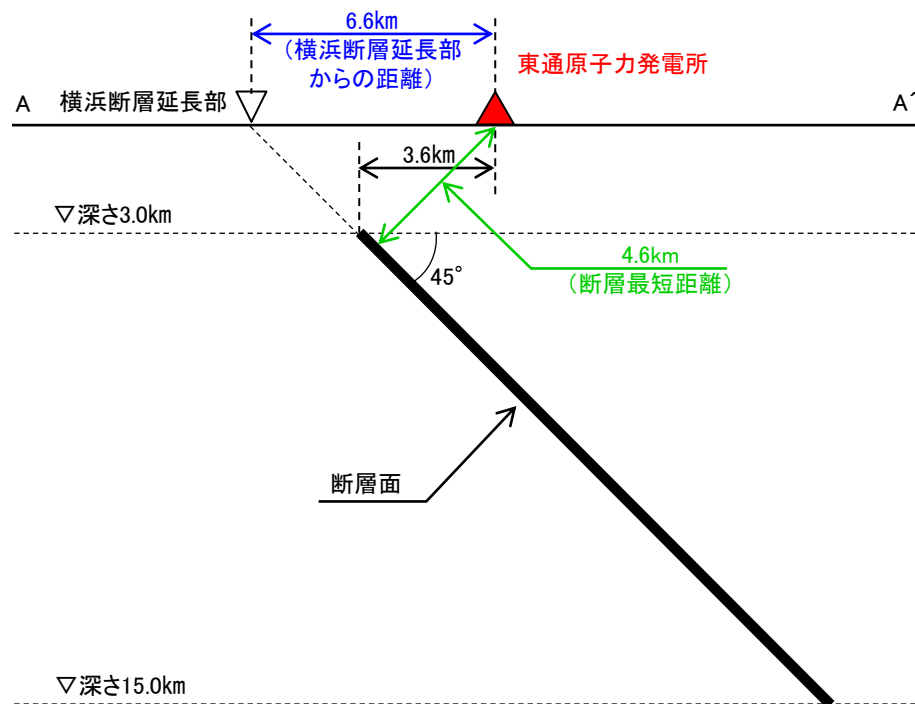 6.6km
(横浜断層延長部
からの距離)
東通原子力発電所
A
横浜断層延長部
A´
3.6km
▽深さ3.0km
45°
4.6km
(断層最短距離)
断層面
▽深さ15.0km